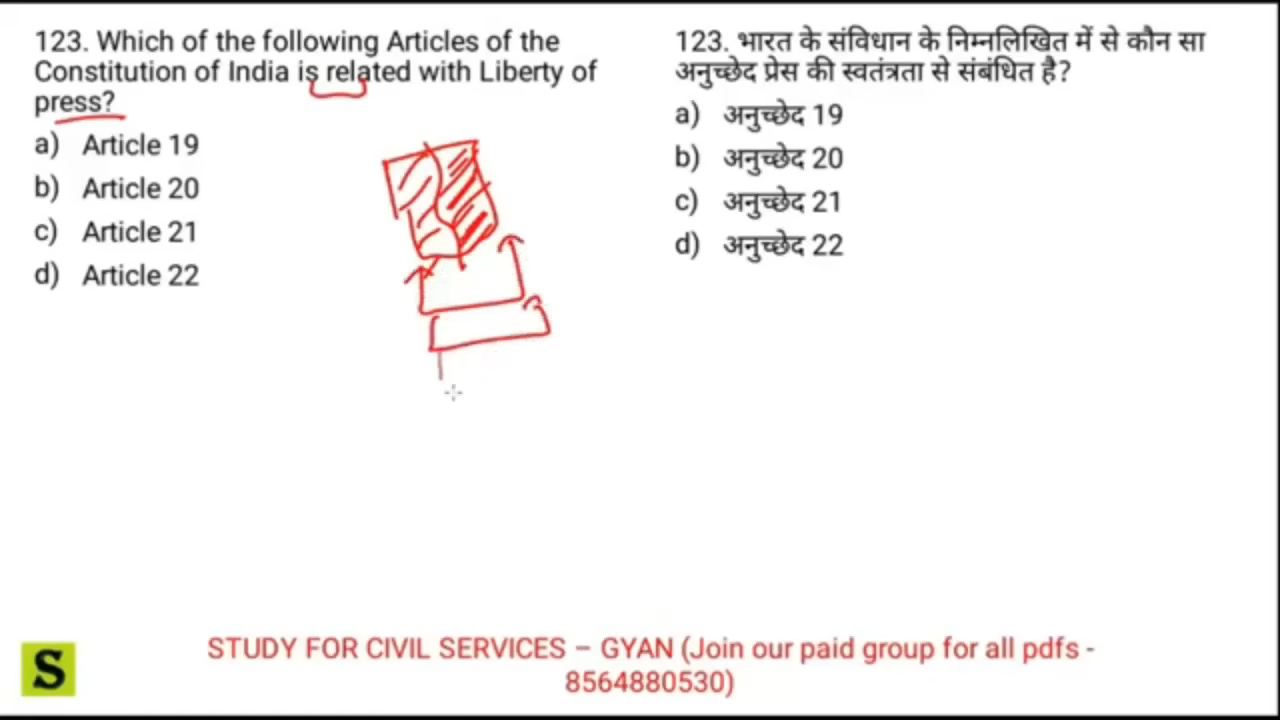 123. Which of the following Articles of the
Constitution of India is related with Liberty of
press?
a) Article 19
b) Article 20
c) Article 21
d) Article 22
123. भारत के संविधान के निम्नलिखित में से कौन सा
अनुच्छेद प्रेस की स्वतंत्रता से संबंधित है?
a) अनुच्छेद 19
b) अनुच्छेद 20
c) अनुच्छेद 21
d) अनुच्छेद 22
S
STUDY FOR CIVIL SERVICES – GYAN (Join our paid group for all pdfs -
8564880530)